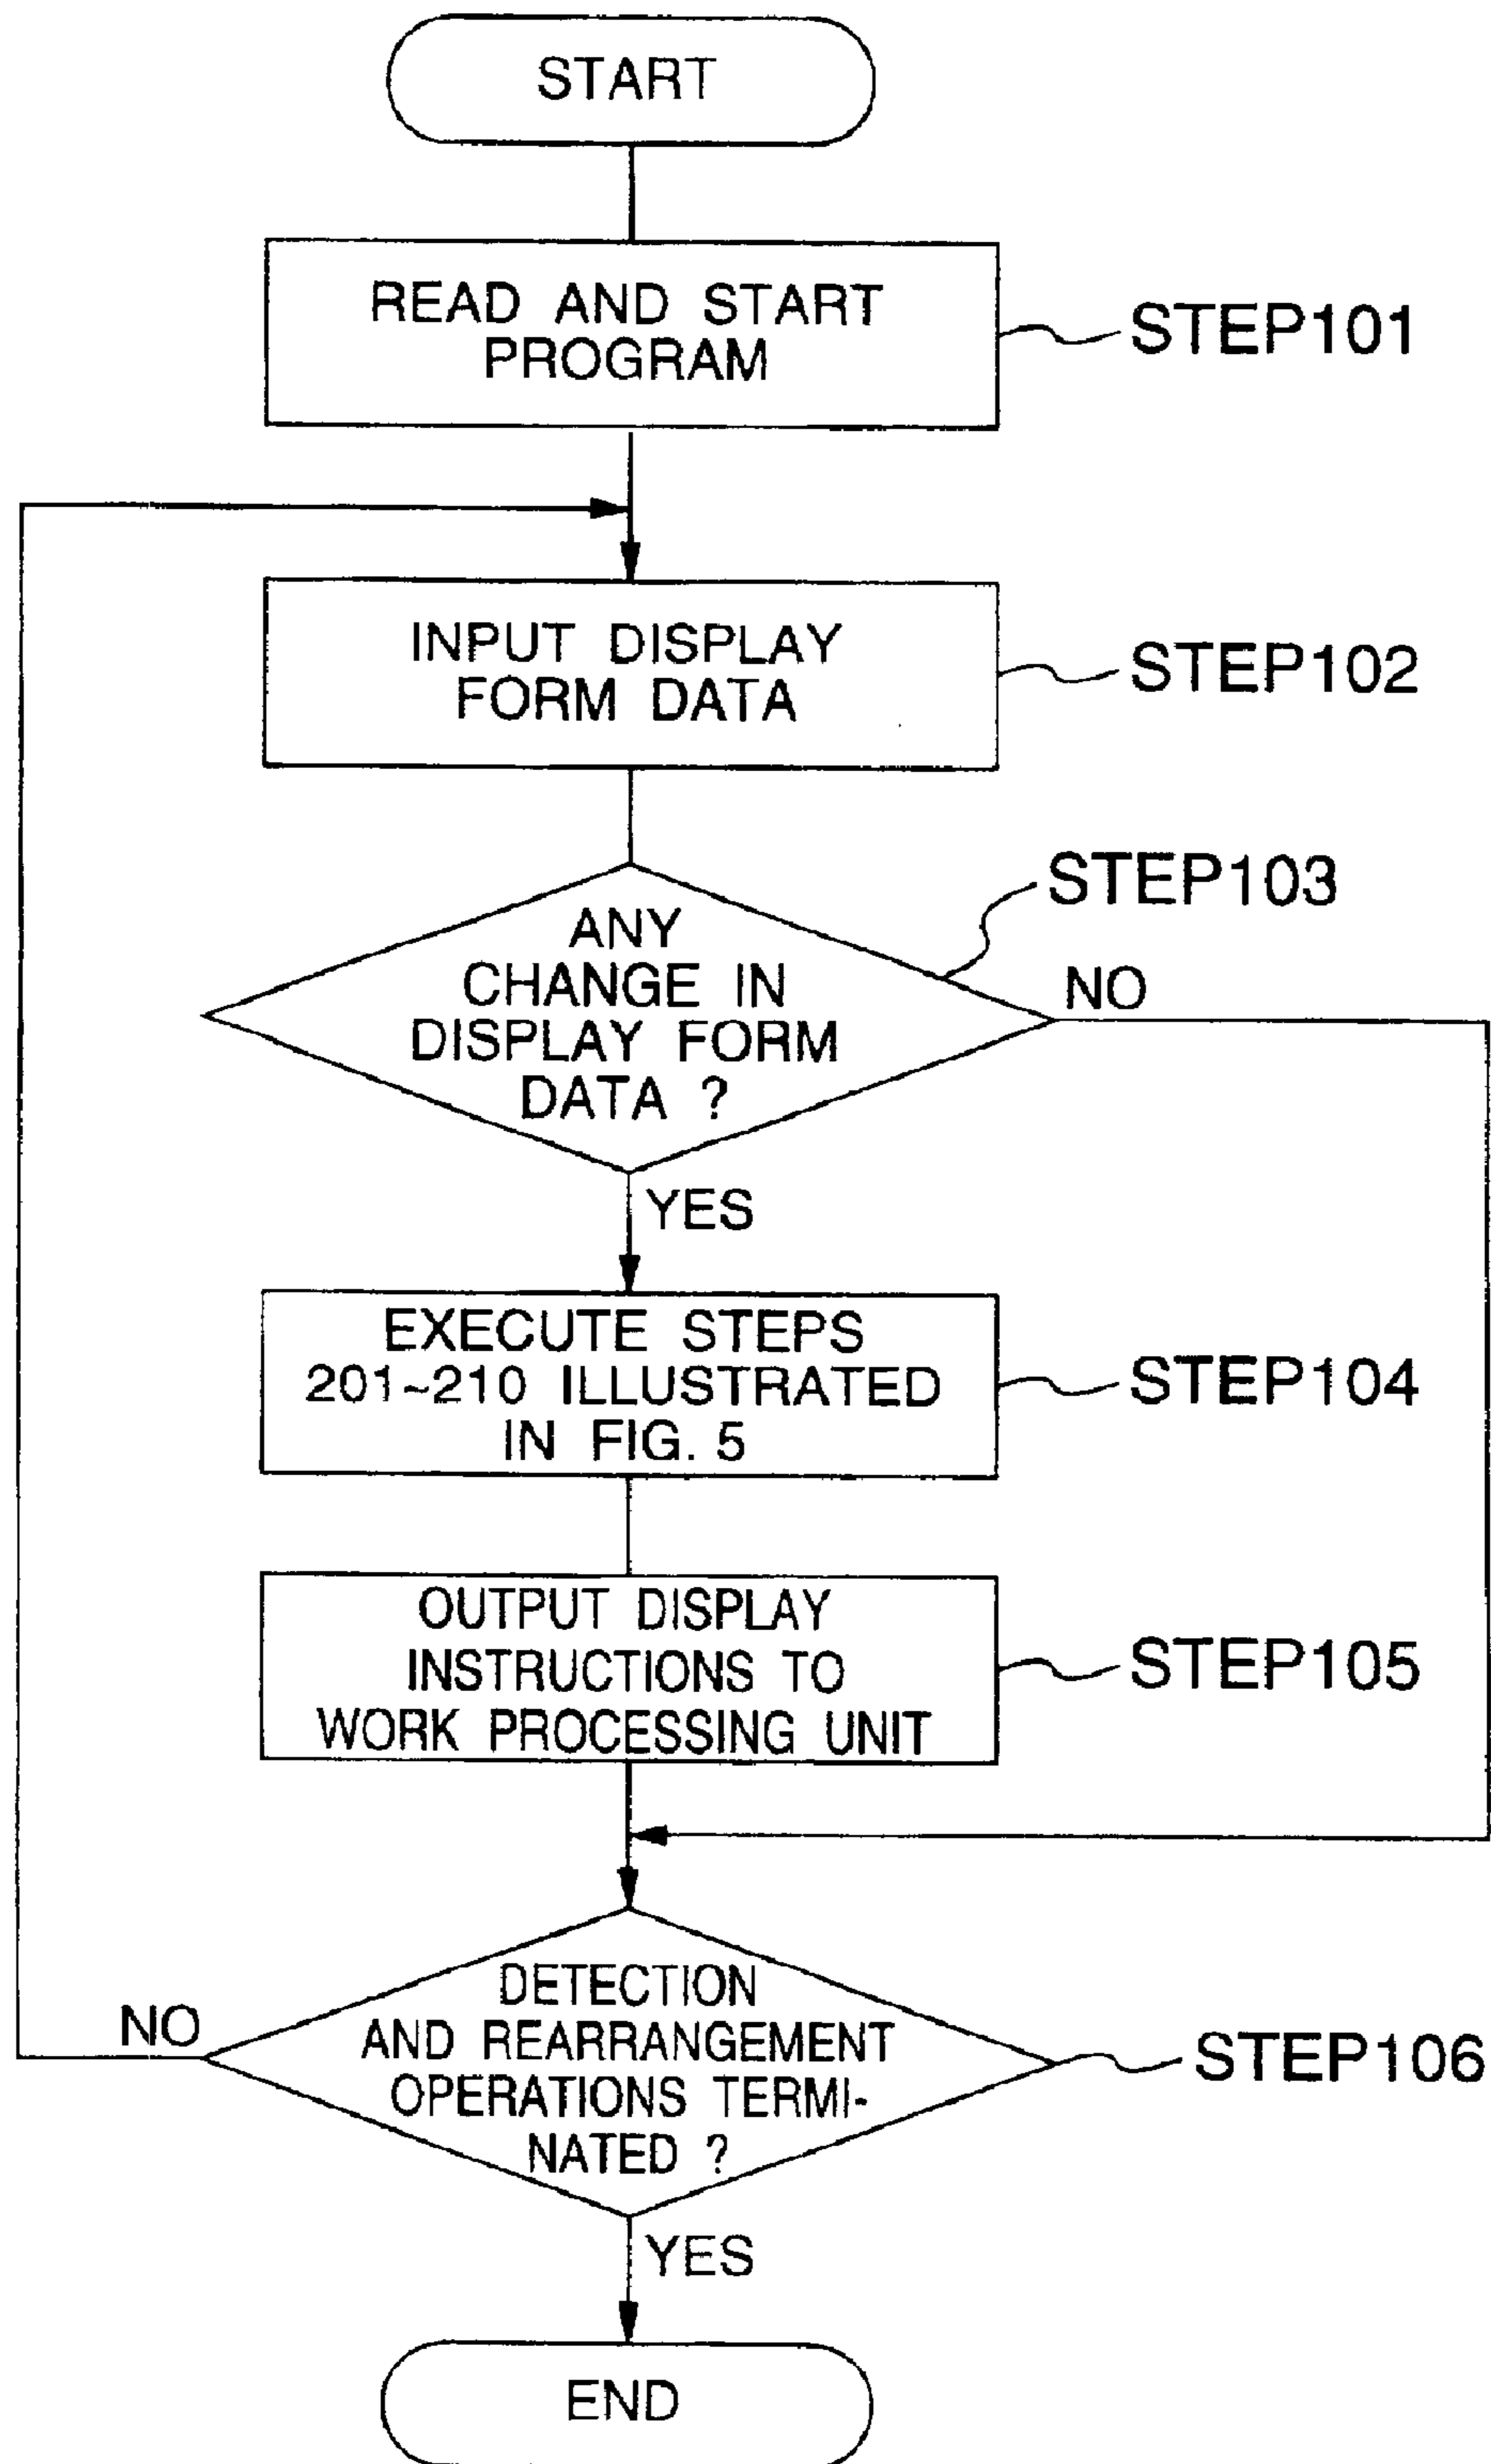 START
READ AND START
PROGRAM
STEP101
INPUT DISPLAY
FORM DATA
STEP102
STEP103
ANY
CHANGE IN
DISPLAY FORM
DATA ?
NO
YES
EXECUTE STEPS
201~210 ILLUSTRATED
IN FIG. 5
STEP104
OUTPUT DISPLAY
INSTRUCTIONS TO
WORK PROCESSING UNIT
STEP105
DETECTION
AND REARRANGEMENT
OPERATIONS TERMI-
NATED ?
NO
STEP106
YES
END